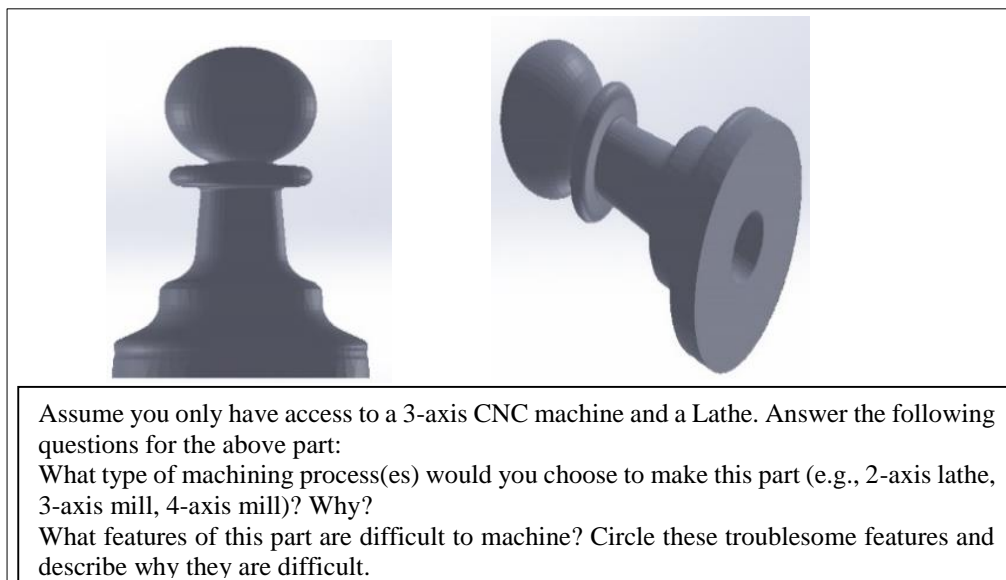 Assume you only have access to a 3-axis CNC machine and a Lathe. Answer the following
questions for the above part:
What type of machining process(es) would you choose to make this part (e.g., 2-axis lathe,
3-axis mill, 4-axis mill)? Why?
What features of this part are difficult to machine? Circle these troublesome features and
describe why they are difficult.